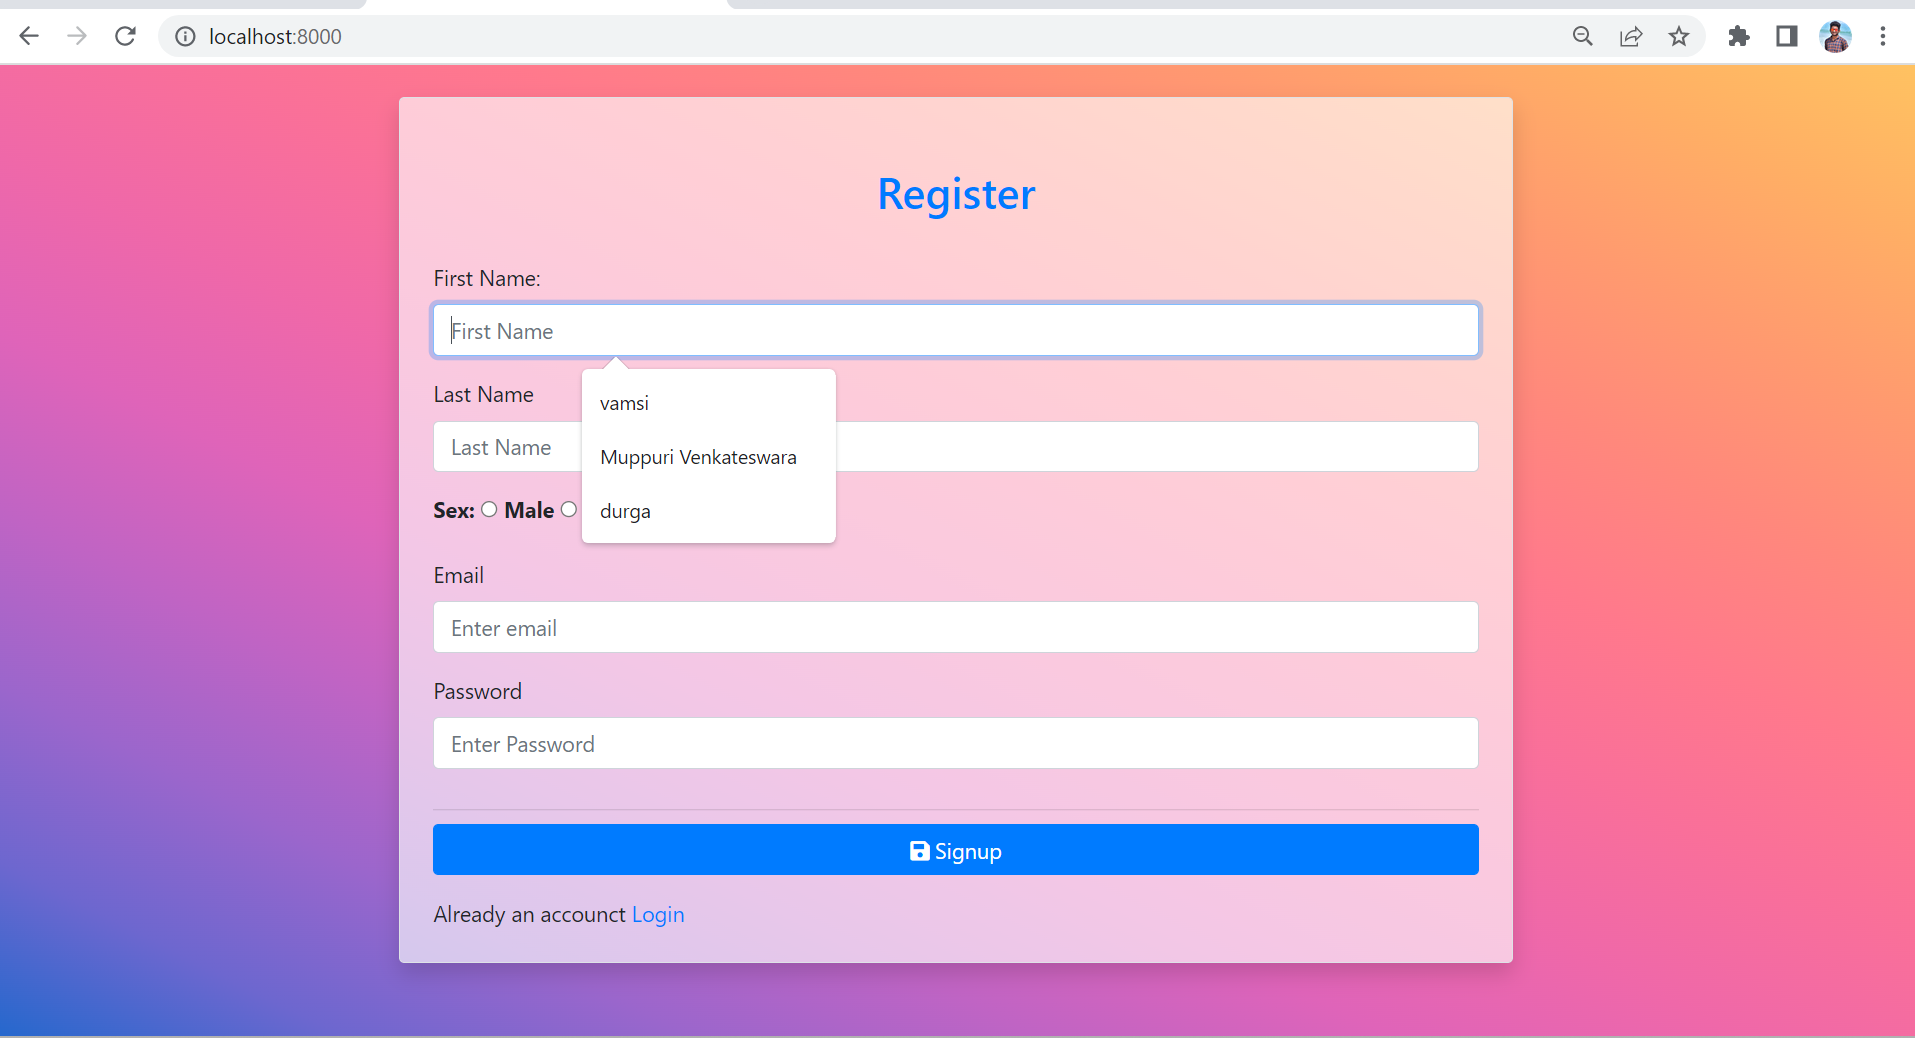 localhost:8000
Register
First Name:
First Name
vamsi
Muppuri Venkateswara
durga
Last Name
Last Name
Sex: Male
Email
Enter email
Password
Enter Password
Signup
Already an accounct Login